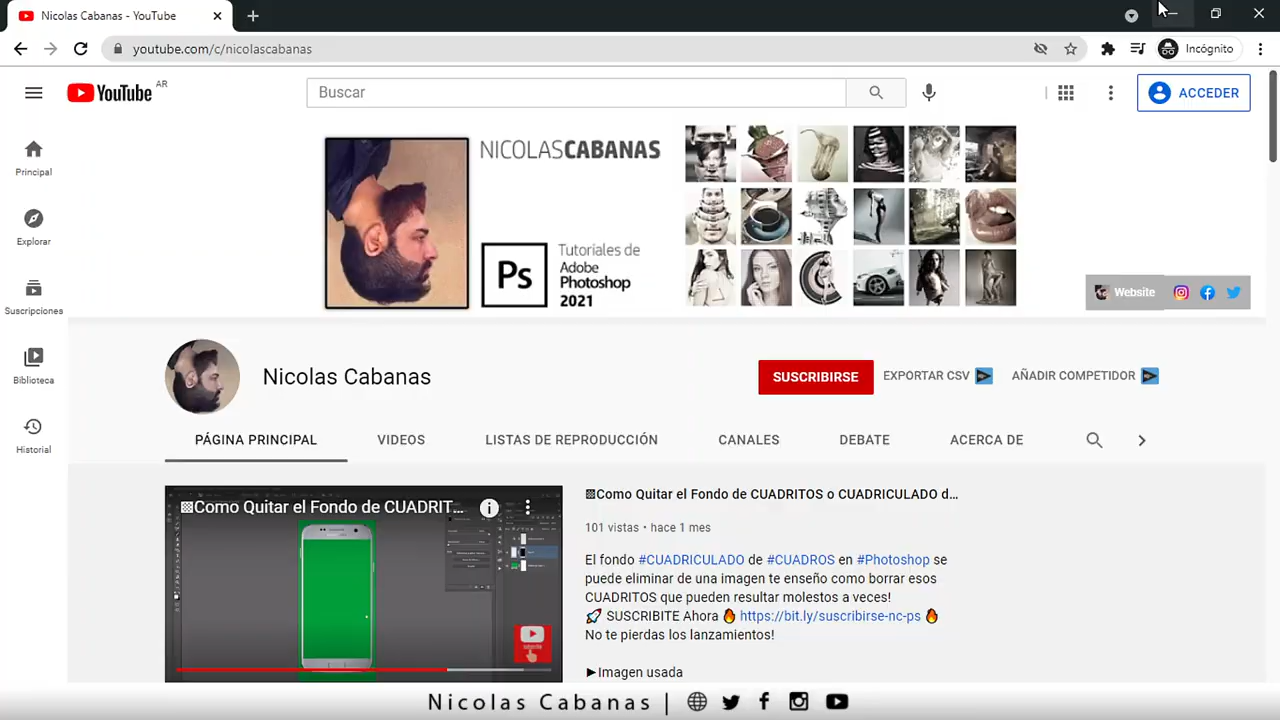 Nicolas Cabanas - YouTube
youtube.com/c/nicolascabanas
Incógnito
YouTube AR
Buscar
ACCEDER
Principal
Explorar
Suscripciones
Biblioteca
Historial
NICOLASCABANAS
Ps
Tutoriales de
Adobe
Photoshop
2021
Website
Nicolas Cabanas
SUSCRIBIRSE
EXPORTAR CSV
AÑADIR COMPETIDOR
PÁGINA PRINCIPAL
VIDEOS
LISTAS DE REPRODUCCIÓN
CANALES
DEBATE
ACERCA DE
Como Quitar el Fondo de CUADRIT...
Como Quitar el Fondo de CUADRITOS o CUADRICULADO d...
101 vistas • hace 1 mes
El fondo #CUADRICULADO de #CUADROS en #Photoshop se
puede eliminar de una imagen te enseño como borrar esos
CUADRITOS que pueden resultar molestos a veces!
🚀 SUSCRIBITE Ahora 🔥 https://bit.ly/suscribirse-nc-ps 🔥
No te pierdas los lanzamientos!
►Imagen usada
Nicolas Cabanas |